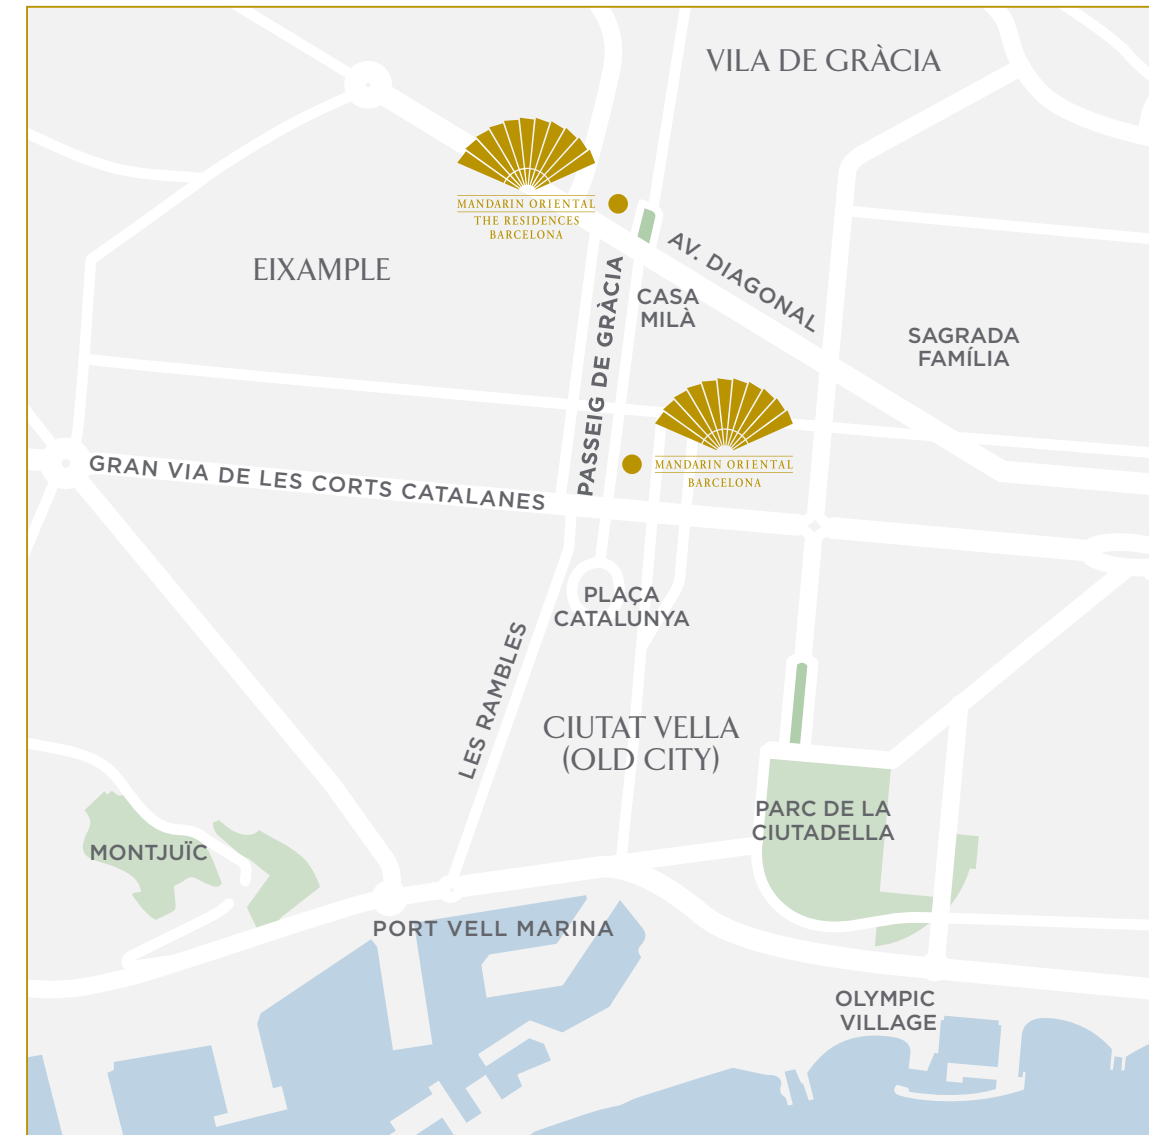 VILA DE GRÀCIA
MANDARIN ORIENTAL
THE RESIDENCES
BARCELONA
AV. DIAGONAL
EIXAMPLE
PASSEIG DE GRÀCIA
CASA
MILÀ
SAGRADA
FAMÍLIA
MANDARIN ORIENTAL
BARCELONA
GRAN VIA DE LES CORTS CATALANES
PLAÇA
CATALUNYA
LES RAMBLES
CIUTAT VELLA
(OLD CITY)
PARC DE LA
CIUTADELLA
MONTJUÏC
PORT VELL MARINA
OLYMPIC
VILLAGE